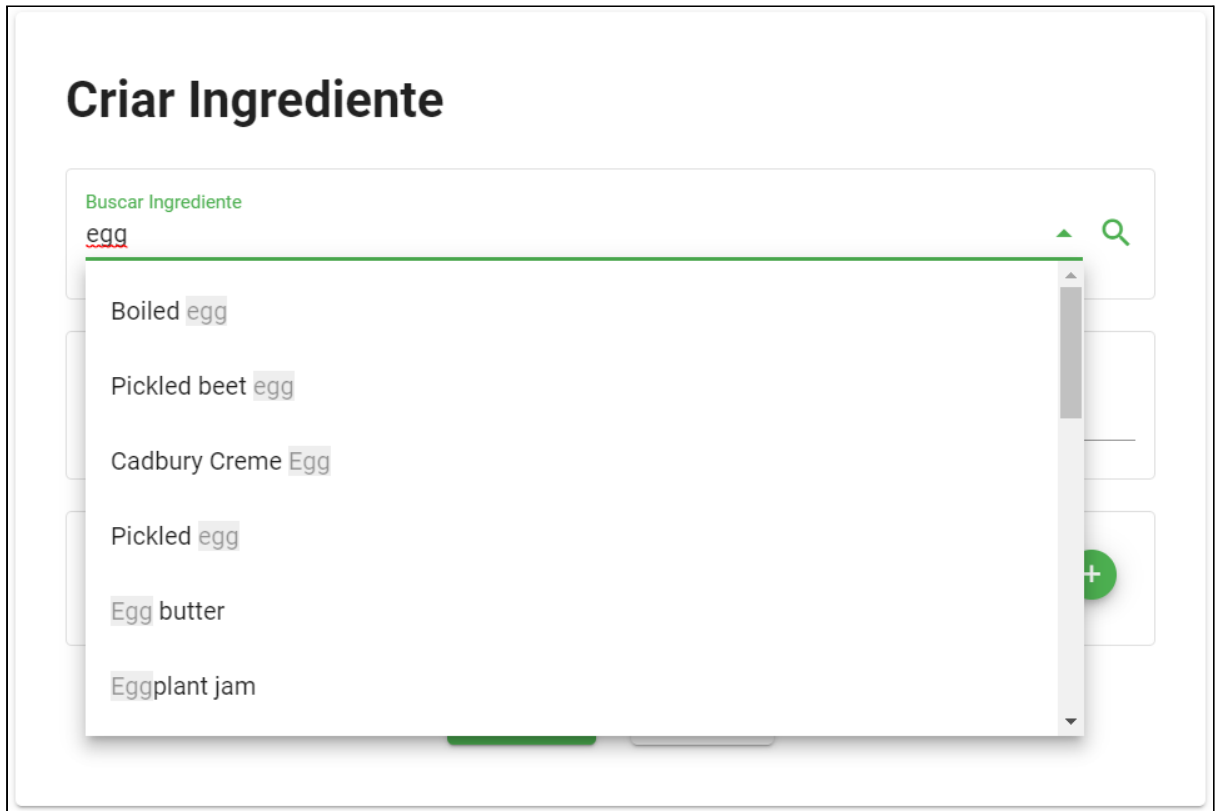 Criar Ingrediente
Buscar Ingrediente
egg
Boiled egg
Pickled beet egg
Cadbury Creme Egg
Pickled egg
Egg butter
Eggplant jam